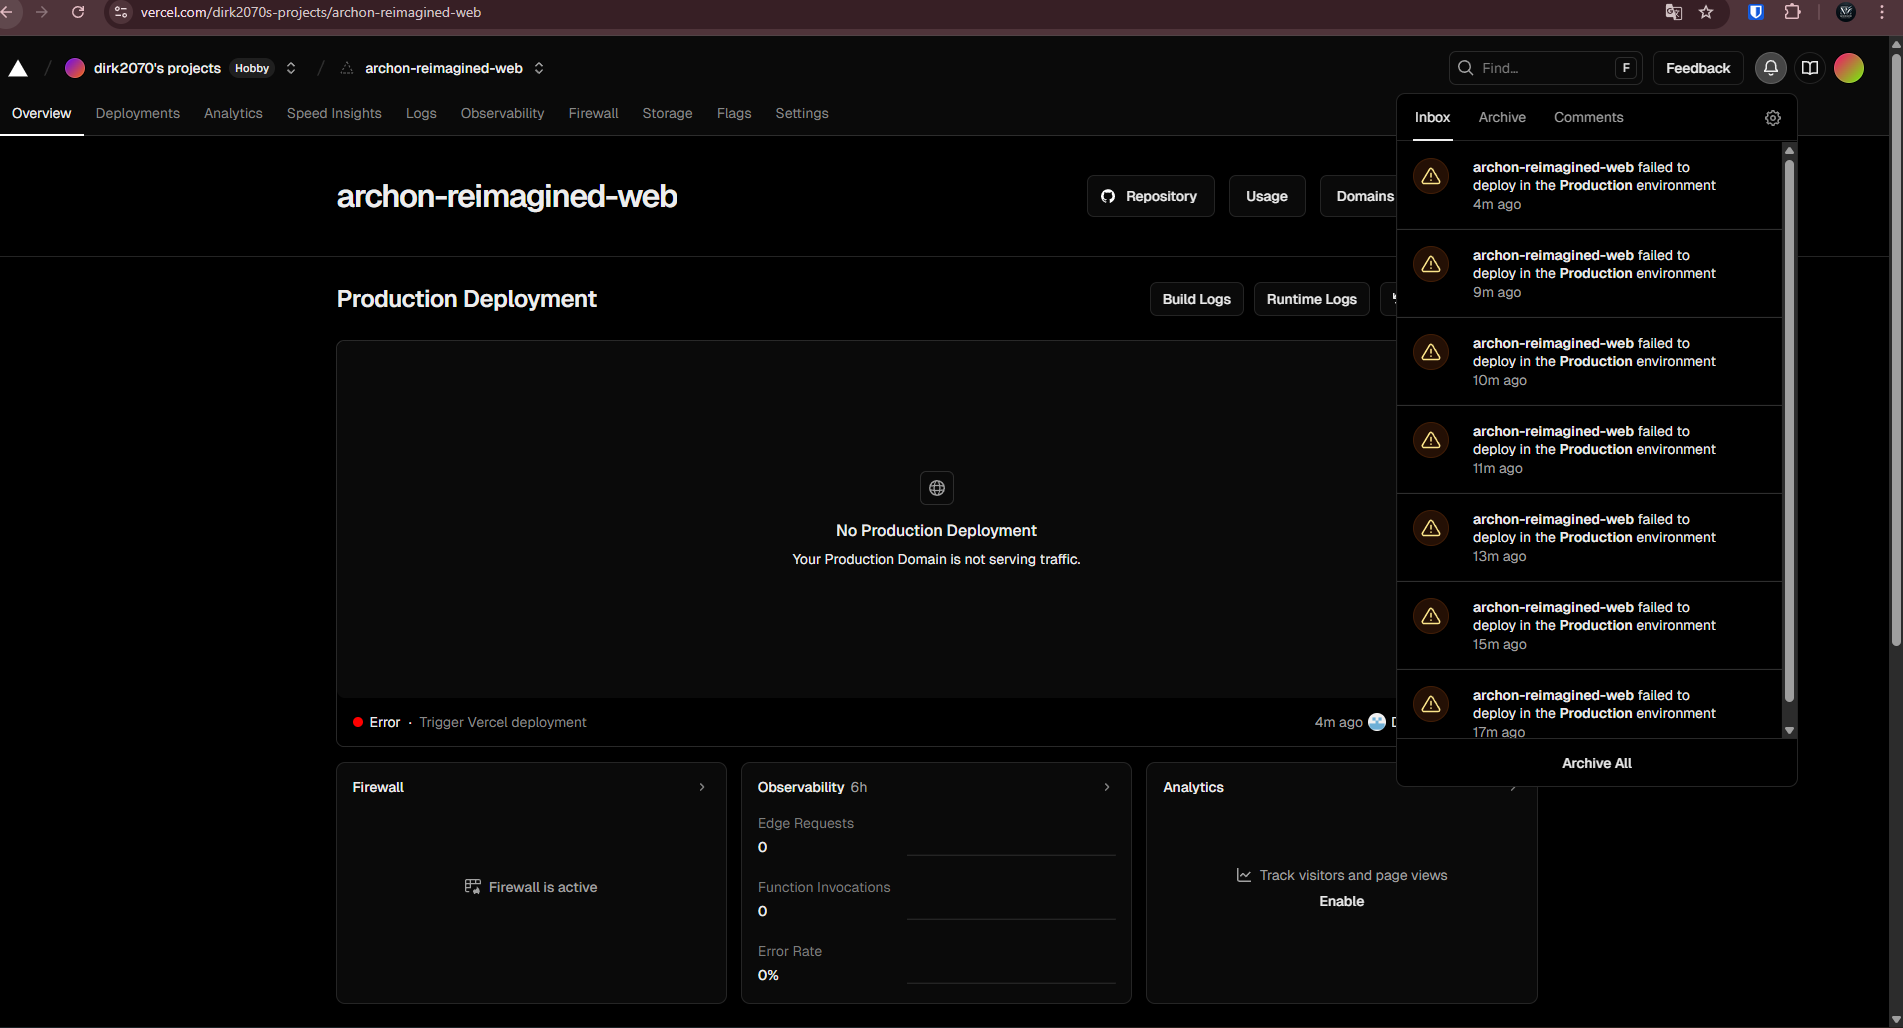 vercel.com/dirk2070s-projects/archon-reimagined-web
dirk2070's projects Hobby archon-reimagined-web
Find... F
Feedback
Overview Deployments Analytics Speed Insights Logs Observability Firewall Storage Flags Settings
archon-reimagined-web
Repository Usage Domains
Production Deployment
Build Logs Runtime Logs
No Production Deployment
Your Production Domain is not serving traffic.
Error · Trigger Vercel deployment
4m ago
Firewall
Firewall is active
Observability 6h
Edge Requests
0
Function Invocations
0
Error Rate
0%
Analytics
Track visitors and page views
Enable
Inbox Archive Comments
archon-reimagined-web failed to
deploy in the Production environment
4m ago
archon-reimagined-web failed to
deploy in the Production environment
9m ago
archon-reimagined-web failed to
deploy in the Production environment
10m ago
archon-reimagined-web failed to
deploy in the Production environment
11m ago
archon-reimagined-web failed to
deploy in the Production environment
13m ago
archon-reimagined-web failed to
deploy in the Production environment
15m ago
archon-reimagined-web failed to
deploy in the Production environment
17m ago
Archive All